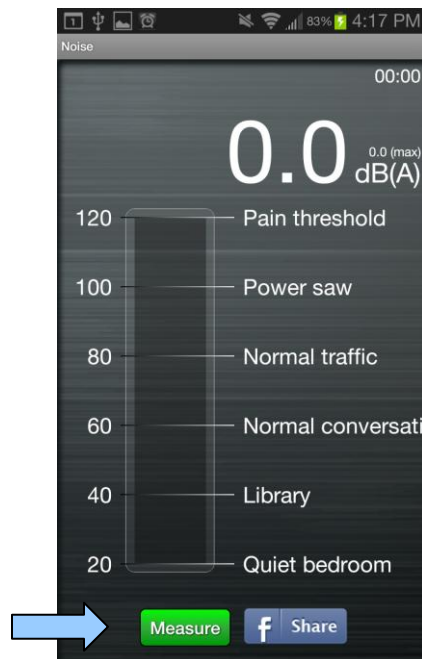 1 83% 4:17 PM
Noise
00:00
0.0 0.0 (max)
dB(A)
120 Pain threshold
100 Power saw
80 Normal traffic
60 Normal conversati
40 Library
20 Quiet bedroom
Measure f Share